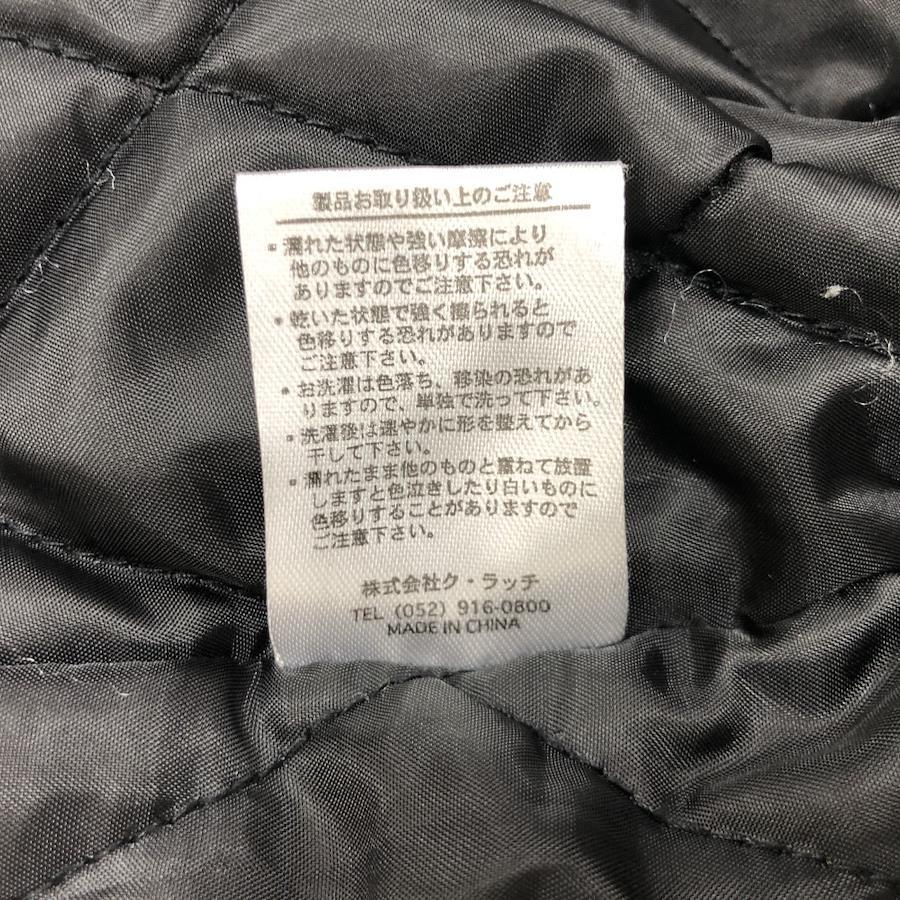 製品お取り扱い上のご注意
・濡れた状態や強い摩擦により
他のものに色移りする恐れが
ありますのでご注意下さい。
・乾いた状態で強く擦られると
色移りする恐れがありますので
ご注意下さい。
・お洗濯は色落ち、移染の恐れがあ
りますので、単独で洗って下さい。
・洗濯後は速やかに形を整えてから
干して下さい。
・濡れたまま他のものと重ねて放置
しますと色泣きしたり白いものに
色移りすることがありますので
ご注意下さい。
株式会社ク・ラッチ
TEL (052) 916-0800
MADE IN CHINA